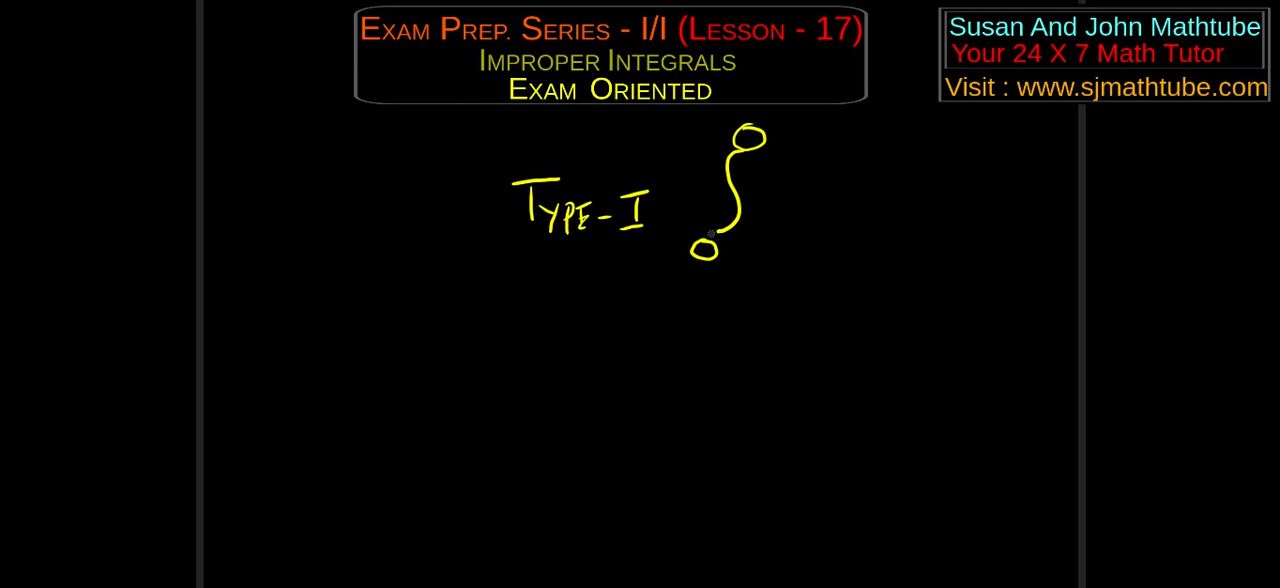 Exam Prep. Series - I/I (Lesson - 17)
Improper Integrals
Exam Oriented
Susan And John Mathtube
Your 24 X 7 Math Tutor
Visit : www.sjmathtube.com
TYPE-I ∫